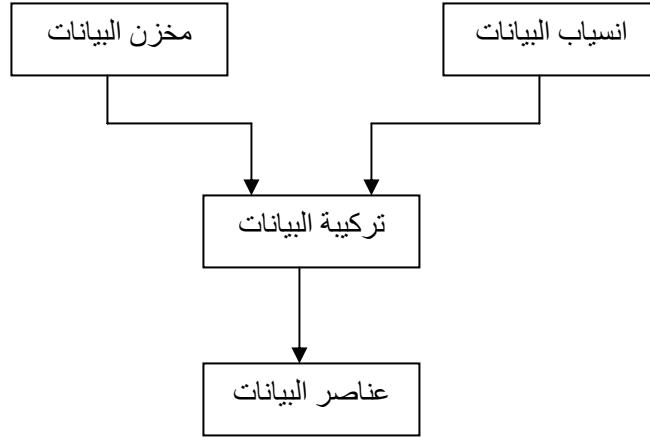 انسياب البيانات
مخزن البيانات
تركيبة البيانات
عناصر البيانات